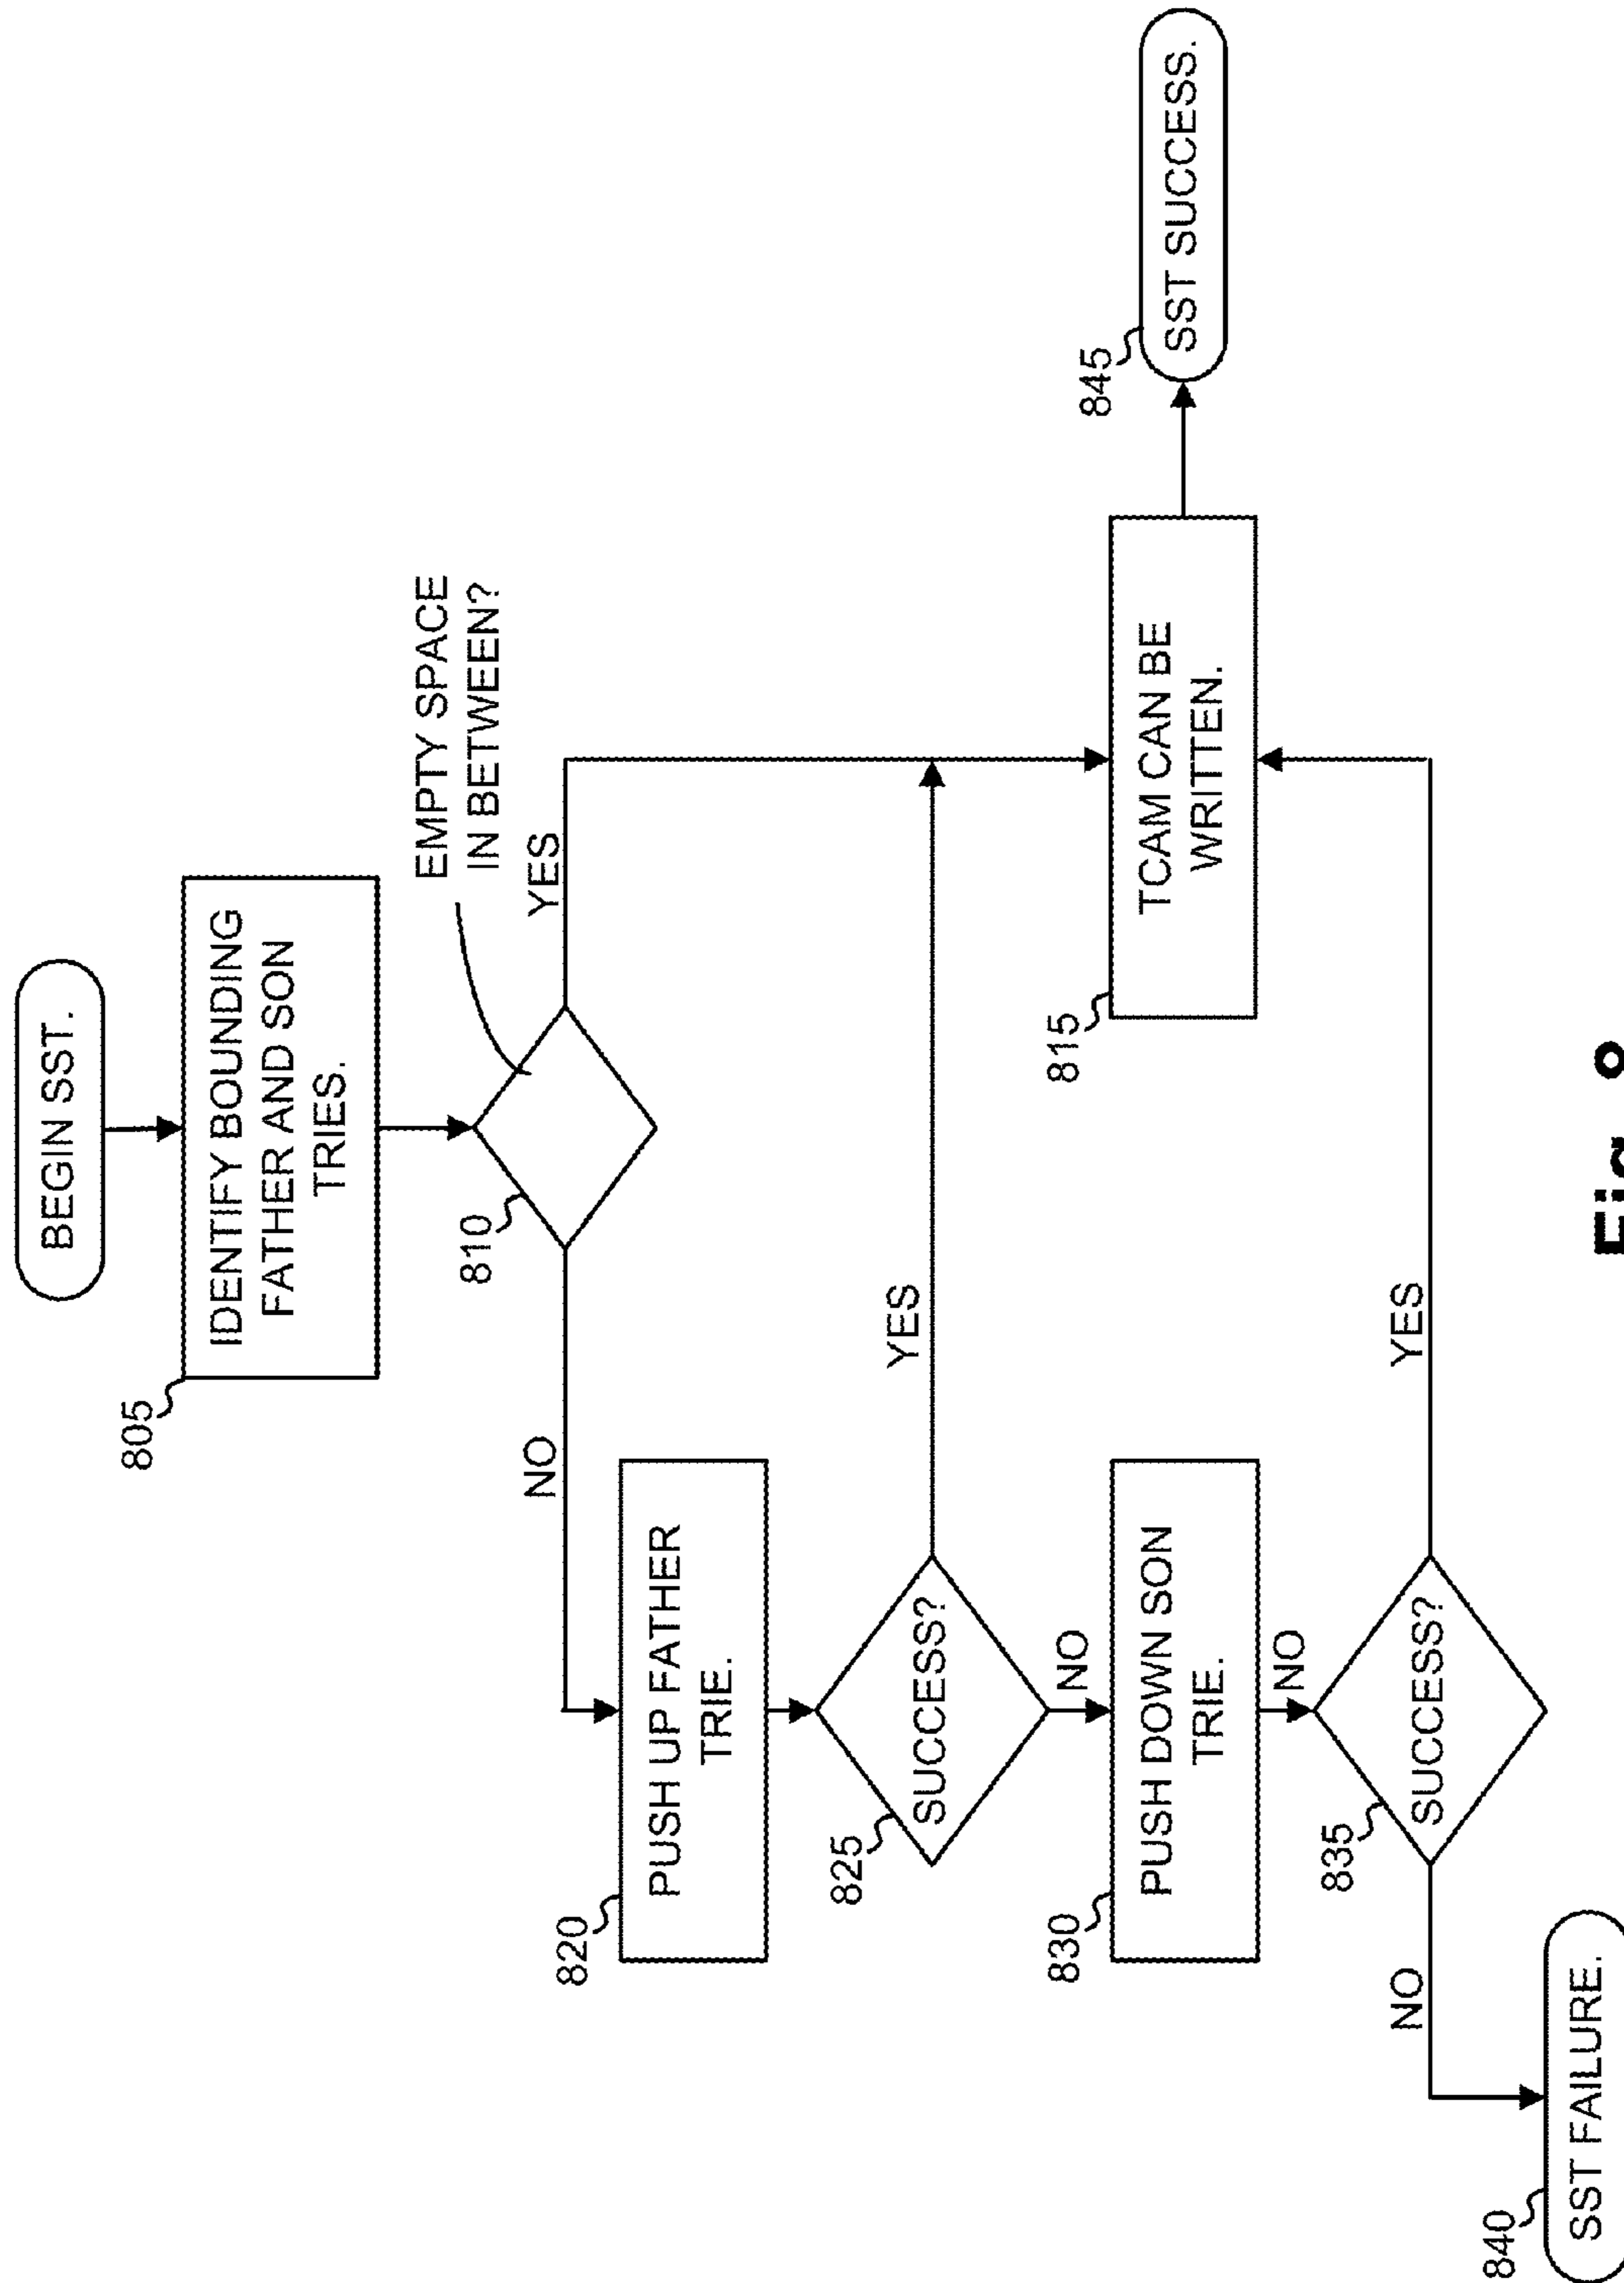 BEGIN SST.
805
IDENTIFY BOUNDING
FATHER AND SON
TRIES.
EMPTY SPACE
IN BETWEEN?
810
NO
YES
820
PUSH UP FATHER
TRIE.
825
SUCCESS?
YES
NO
830
PUSH DOWN SON
TRIE.
NO
815
TCAM CAN BE
WRITTEN.
845
SST SUCCESS.
835
SUCCESS?
YES
NO
840
SST FAILURE.